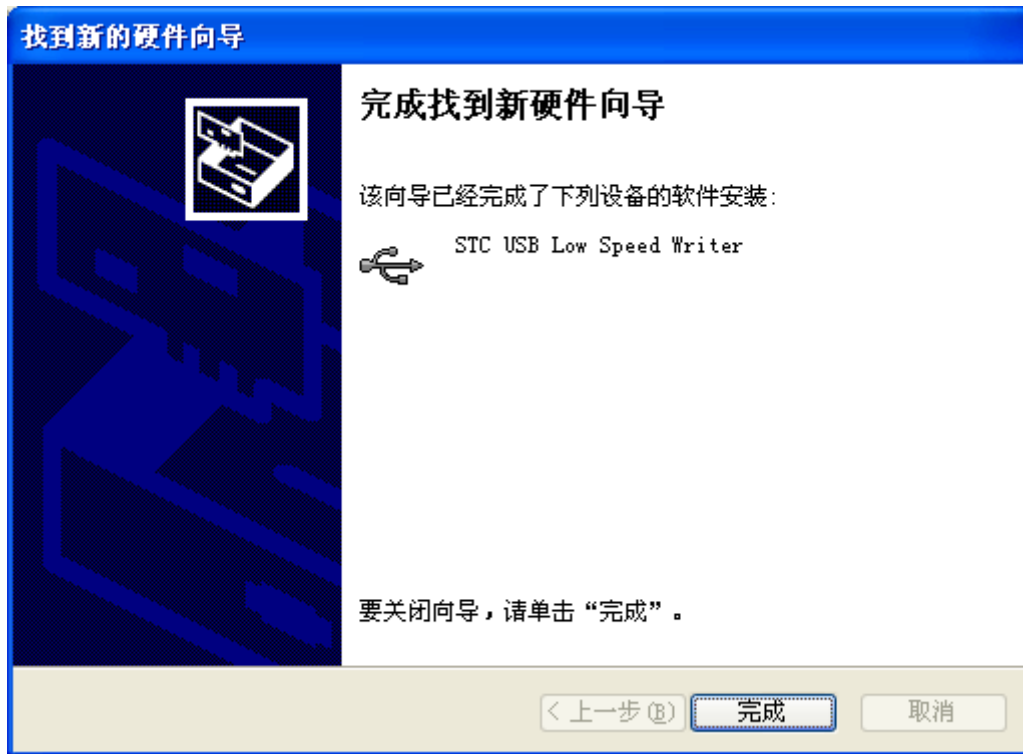 找到新的硬件向导
完成找到新硬件向导
该向导已经完成了下列设备的软件安装:
STC USB Low Speed Writer
要关闭向导，请单击“完成”。
< 上一步(B) 完成 取消